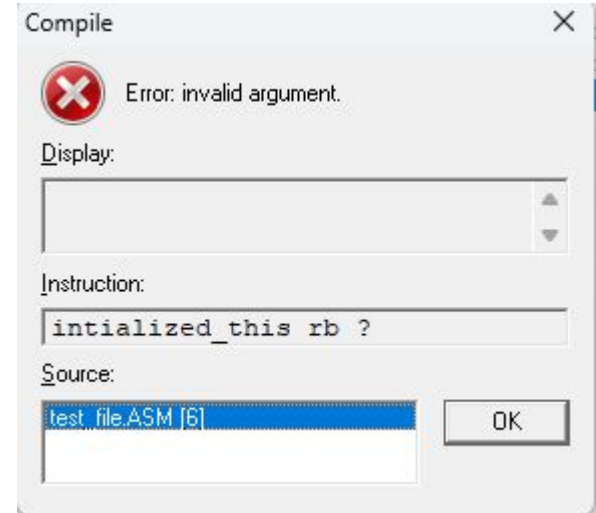 Compile
Error: invalid argument.
Display:
Instruction:
intialized_this rb ?
Source:
test_file.ASM [6]
OK